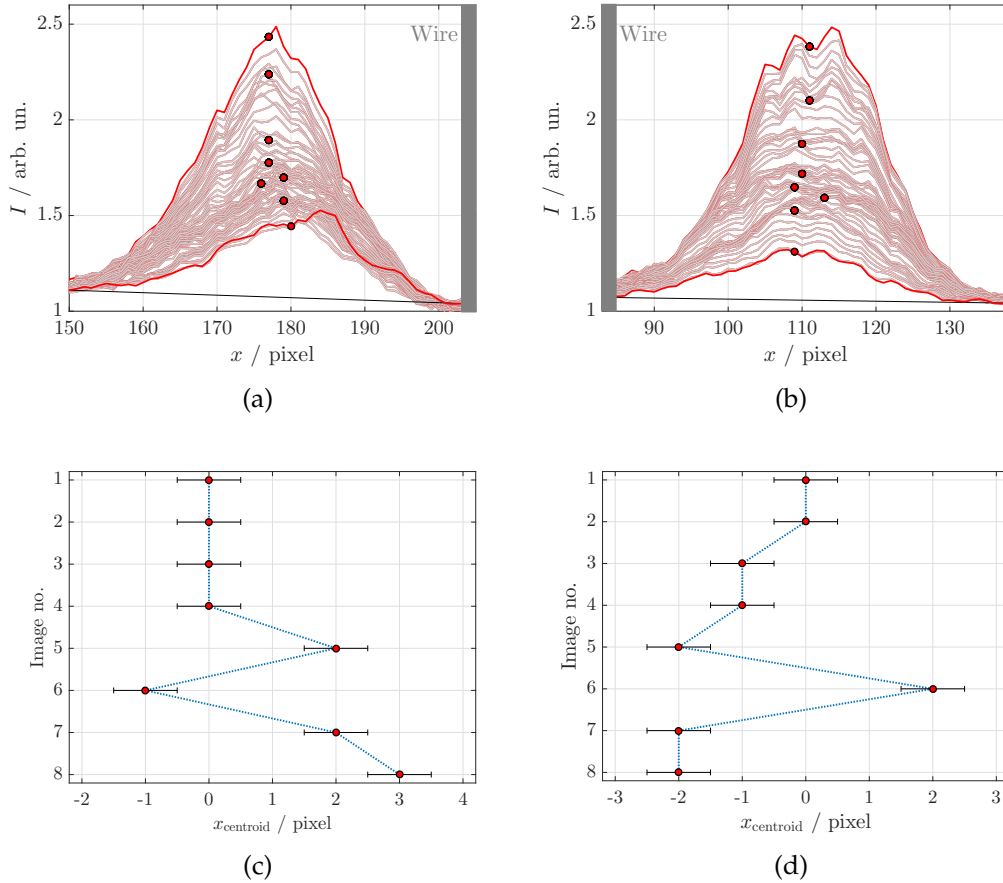 2.5
2
1.5
1
I / arb. un.
Wire
150 160 170 180 190 200
x / pixel
(a)
2.5
2
1.5
1
I / arb. un.
Wire
90 100 110 120 130
x / pixel
(b)
1
2
3
4
5
6
7
8
Image no.
-2 -1 0 1 2 3 4
x_centroid / pixel
(c)
1
2
3
4
5
6
7
8
Image no.
-3 -2 -1 0 1 2 3
x_centroid / pixel
(d)